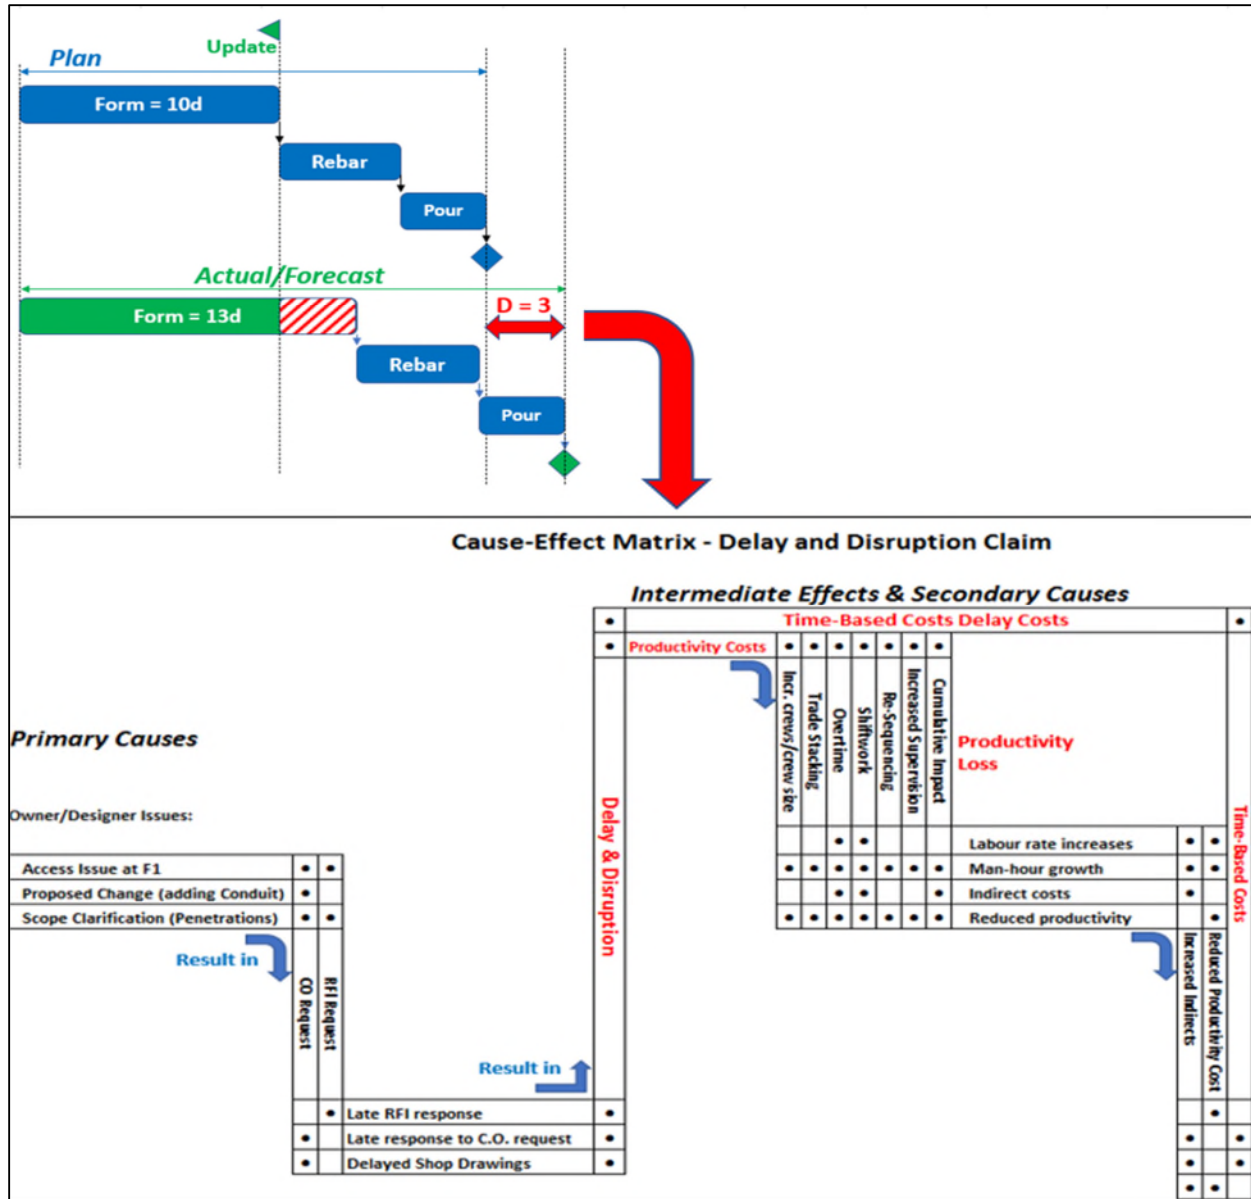 Update
Plan
Form = 10d
Rebar
Pour
Actual/Forecast
Form = 13d
D = 3
Rebar
Pour
Cause-Effect Matrix - Delay and Disruption Claim
Intermediate Effects & Secondary Causes
Time-Based Costs Delay Costs
Productivity Costs
Incr. crews/crew size
Trade Stacking
Overtime
Shiftwork
Re-Sequencing
Increased Supervision
Cumulative Impact
Productivity
Loss
Primary Causes
Owner/Designer Issues:
Delay & Disruption
Time-Based Costs
Labour rate increases
Access Issue at F1
Man-hour growth
Proposed Change (adding Conduit)
Indirect costs
Scope Clarification (Penetrations)
Reduced productivity
Result in
CO Request
RFI Request
Increased Indirects
Reduced Productivity Cost
Result in
Late RFI response
Late response to C.O. request
Delayed Shop Drawings